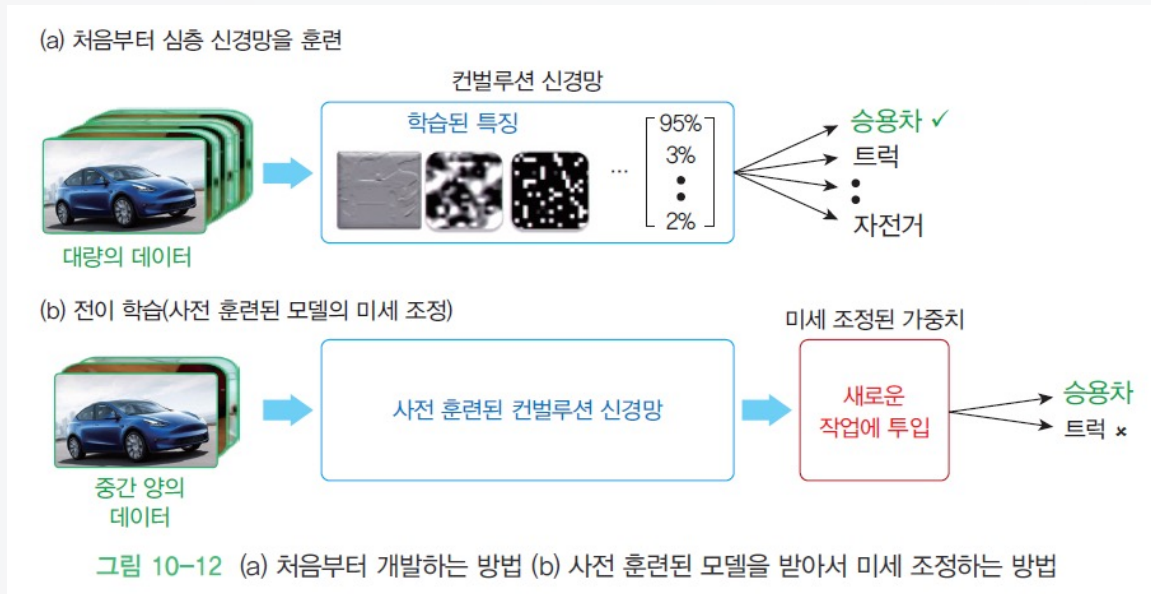 (a) 처음부터 심층 신경망을 훈련
컨벌루션 신경망
학습된 특징
95%
3%
...
2%
승용차 ✓
트럭
자전거
대량의 데이터
(b) 전이 학습(사전 훈련된 모델의 미세 조정)
미세 조정된 가중치
사전 훈련된 컨벌루션 신경망
새로운
작업에 투입
승용차
트럭 ×
중간 양의
데이터
그림 10-12 (a) 처음부터 개발하는 방법 (b) 사전 훈련된 모델을 받아서 미세 조정하는 방법